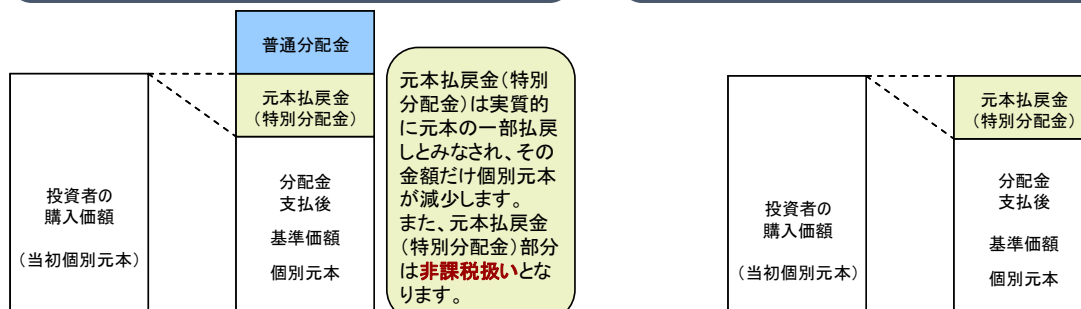 普通分配金
元本払戻金
(特別分配金)
投資者の
購入価額
(当初個別元本)
分配金
支払後
基準価額
個別元本
元本払戻金(特別
分配金)は実質的
に元本の一部払戻
しとみなされ、その
金額だけ個別元本
が減少します。
また、元本払戻金
(特別分配金)部分
は非課税扱いとな
ります。
投資者の
購入価額
(当初個別元本)
元本払戻金
(特別分配金)
分配金
支払後
基準価額
個別元本